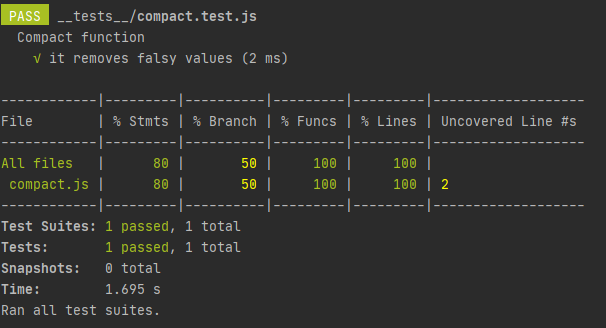 PASS __tests__/compact.test.js
Compact function
√ it removes falsy values (2 ms)
------------|---------|----------|---------|---------|-------------------
File        | % Stmts | % Branch | % Funcs | % Lines | Uncovered Line #s
------------|---------|----------|---------|---------|-------------------
All files   |      80 |       50 |     100 |     100 |
 compact.js |      80 |       50 |     100 |     100 | 2
------------|---------|----------|---------|---------|-------------------
Test Suites: 1 passed, 1 total
Tests:       1 passed, 1 total
Snapshots:   0 total
Time:        1.695 s
Ran all test suites.